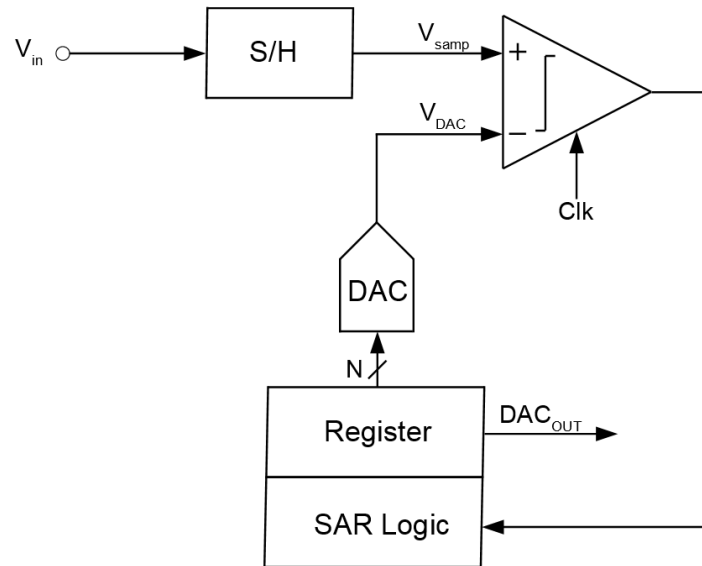 V_in
S/H
V_samp
+
V_DAC
−
Clk
DAC
N
Register
DAC_OUT
SAR Logic